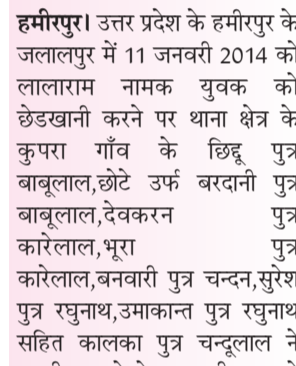 हमीरपुर। उत्तर प्रदेश के हमीरपुर के
जलालपुर में 11 जनवरी 2014 को
लालाराम नामक युवक को
छेडखानी करने पर थाना क्षेत्र के
कुपरा गाँव के छिद्दू पुत्र
बाबूलाल,छोटे उर्फ बरदानी पुत्र
बाबूलाल,देवकरन पुत्र
कारेलाल,भूरा पुत्र
कारेलाल,बनवारी पुत्र चन्दन,सुरेश
पुत्र रघुनाथ,उमाकान्त पुत्र रघुनाथ
सहित कालका पुत्र चन्दूलाल ने